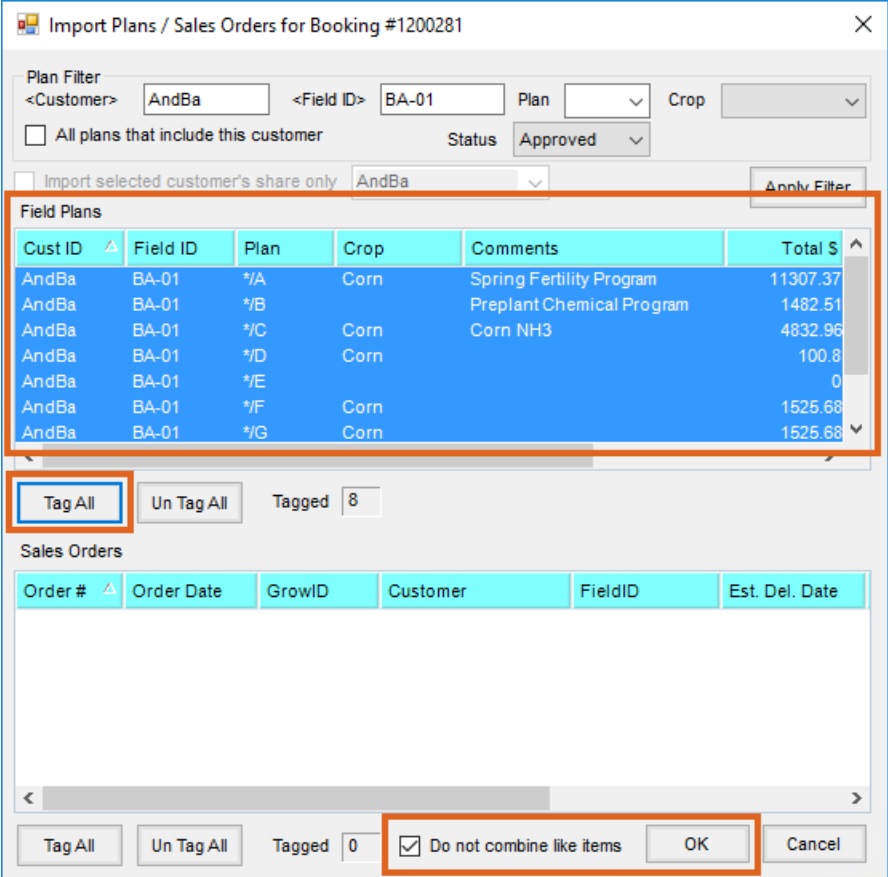 Import Plans / Sales Orders for Booking #1200281
Plan Filter
<Customer> AndBa <Field ID> BA-01 Plan Crop
All plans that include this customer Status Approved
Import selected customer's share only AndBa Apply Filter
Field Plans
Cust ID Field ID Plan Crop Comments Total $
AndBa BA-01 */A Corn Spring Fertility Program 11307.37
AndBa BA-01 */B Preplant Chemical Program 1482.51
AndBa BA-01 */C Corn Corn NH3 4832.96
AndBa BA-01 */D Corn 100.8
AndBa BA-01 */E 0
AndBa BA-01 */F Corn 1525.68
AndBa BA-01 */G Corn 1525.68
Tag All Un Tag All Tagged 8
Sales Orders
Order # Order Date GrowID Customer FieldID Est. Del. Date
Tag All Un Tag All Tagged 0 Do not combine like items OK Cancel